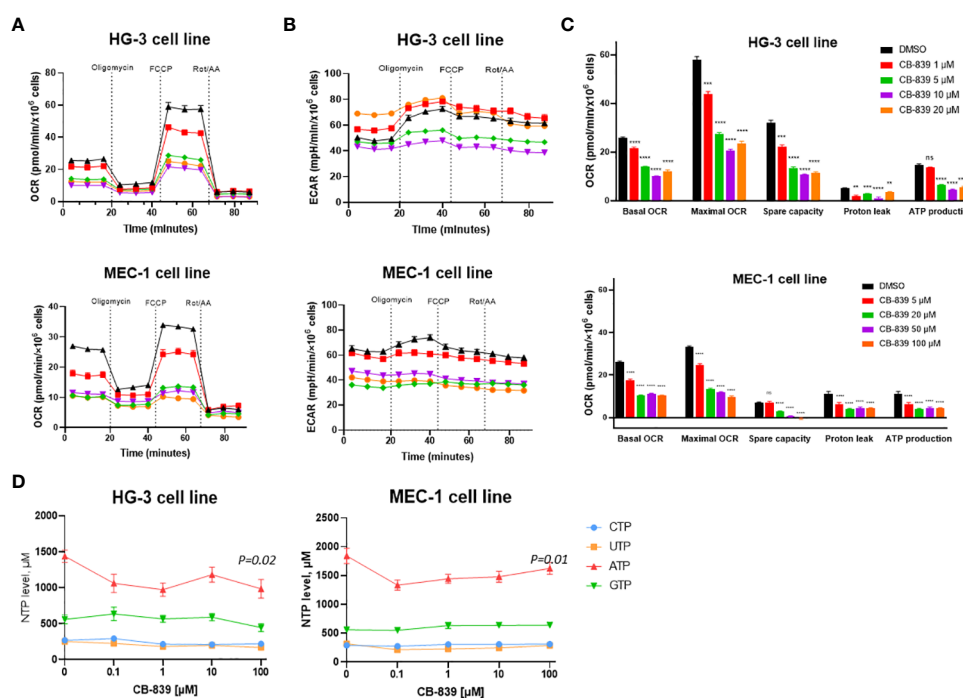 A
HG-3 cell line
Oligomycin FCCP Rot/AA
OCR (pmol/min/x10⁶ cells)
80
60
40
20
0
0 20 40 60 80
Time (minutes)
B
HG-3 cell line
Oligomycin FCCP Rot/AA
ECAR (mpH/min/x10⁶ cells)
100
80
60
40
20
0
0 20 40 60 80
Time (minutes)
C
HG-3 cell line
OCR (pmol/min/x10⁶ cells)
60
40
20
0
DMSO
CB-839 1 µM
CB-839 5 µM
CB-839 10 µM
CB-839 20 µM
**** **** **** ****
*** **** **** ****
*** **** **** ****
** *** **** **
ns **** **** ****
Basal OCR Maximal OCR Spare capacity Proton leak ATP production
MEC-1 cell line
Oligomycin FCCP Rot/AA
OCR (pmol/min/×10⁶ cells)
40
30
20
10
0
0 20 40 60 80
Time (minutes)
MEC-1 cell line
Oligomycin FCCP Rot/AA
ECAR (mpH/min/×10⁶ cells)
100
80
60
40
20
0
0 20 40 60 80
Time (minutes)
MEC-1 cell line
OCR (pmol/min/x10⁶ cells)
60
40
20
0
DMSO
CB-839 5 µM
CB-839 20 µM
CB-839 50 µM
CB-839 100 µM
**** **** **** ****
**** **** **** ****
ns **** **** ****
**** **** **** ****
**** **** **** ****
Basal OCR Maximal OCR Spare capacity Proton leak ATP production
D
HG-3 cell line
NTP level, µM
2000
1500
1000
500
0
P=0.02
0 0.1 1 10 100
CB-839 [µM]
MEC-1 cell line
NTP level, µM
2500
2000
1500
1000
500
0
P=0.01
0 0.1 1 10 100
CB-839 [µM]
CTP
UTP
ATP
GTP